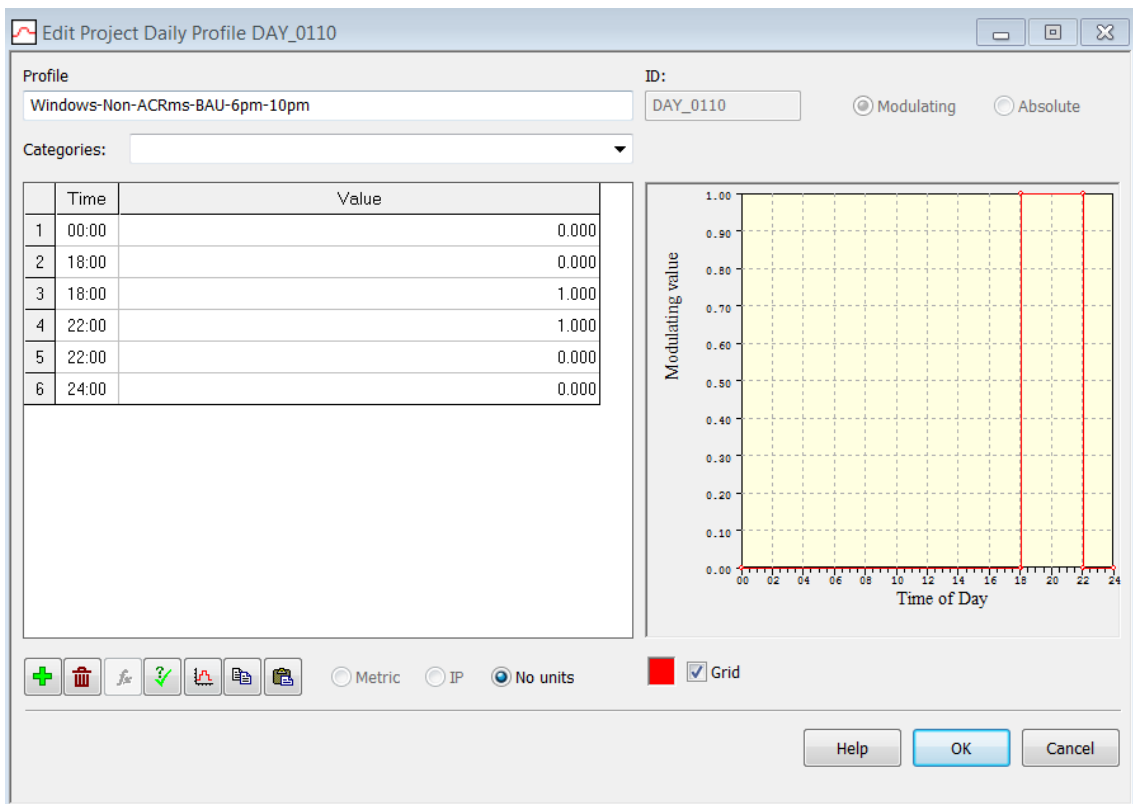 Edit Project Daily Profile DAY_0110
Profile
ID:
Windows-Non-ACRms-BAU-6pm-10pm
DAY_0110
Modulating
Absolute
Categories:
Time Value
1 00:00 0.000
2 18:00 0.000
3 18:00 1.000
4 22:00 1.000
5 22:00 0.000
6 24:00 0.000
Modulating value
1.00
0.90
0.80
0.70
0.60
0.50
0.40
0.30
0.20
0.10
0.00
00 02 04 06 08 10 12 14 16 18 20 22 24
Time of Day
fx
Metric
IP
No units
Grid
Help
OK
Cancel